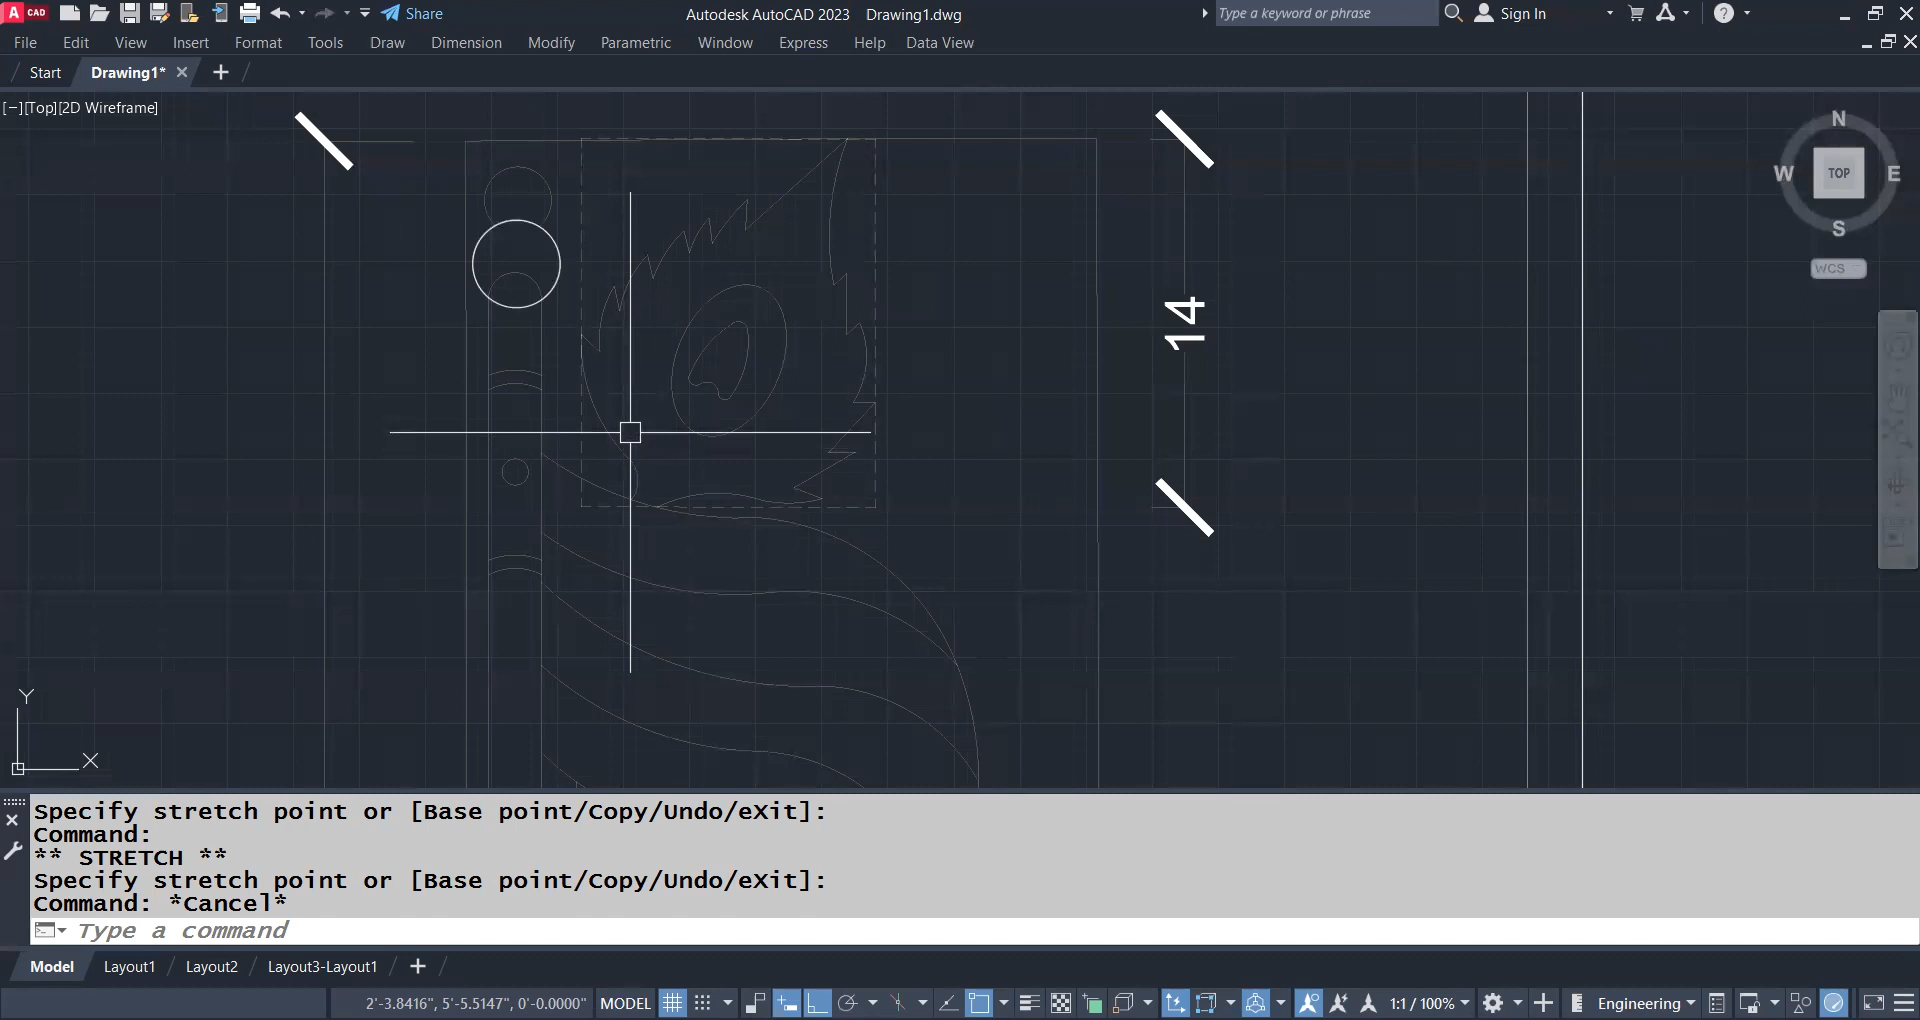 A CAD
Share
Autodesk AutoCAD 2023 Drawing1.dwg
Type a keyword or phrase
Sign In
?
File Edit View Insert Format Tools Draw Dimension Modify Parametric Window Express Help Data View
Start Drawing1* +
[−][Top][2D Wireframe]
N
W TOP E
S
WCS
14
Y
X
Specify stretch point or [Base point/Copy/Undo/eXit]:
Command:
** STRETCH **
Specify stretch point or [Base point/Copy/Undo/eXit]:
Command: *Cancel*
Type a command
Model Layout1 Layout2 Layout3-Layout1 +
2'-3.8416", 5'-5.5147", 0'-0.0000" MODEL 1:1 / 100% Engineering